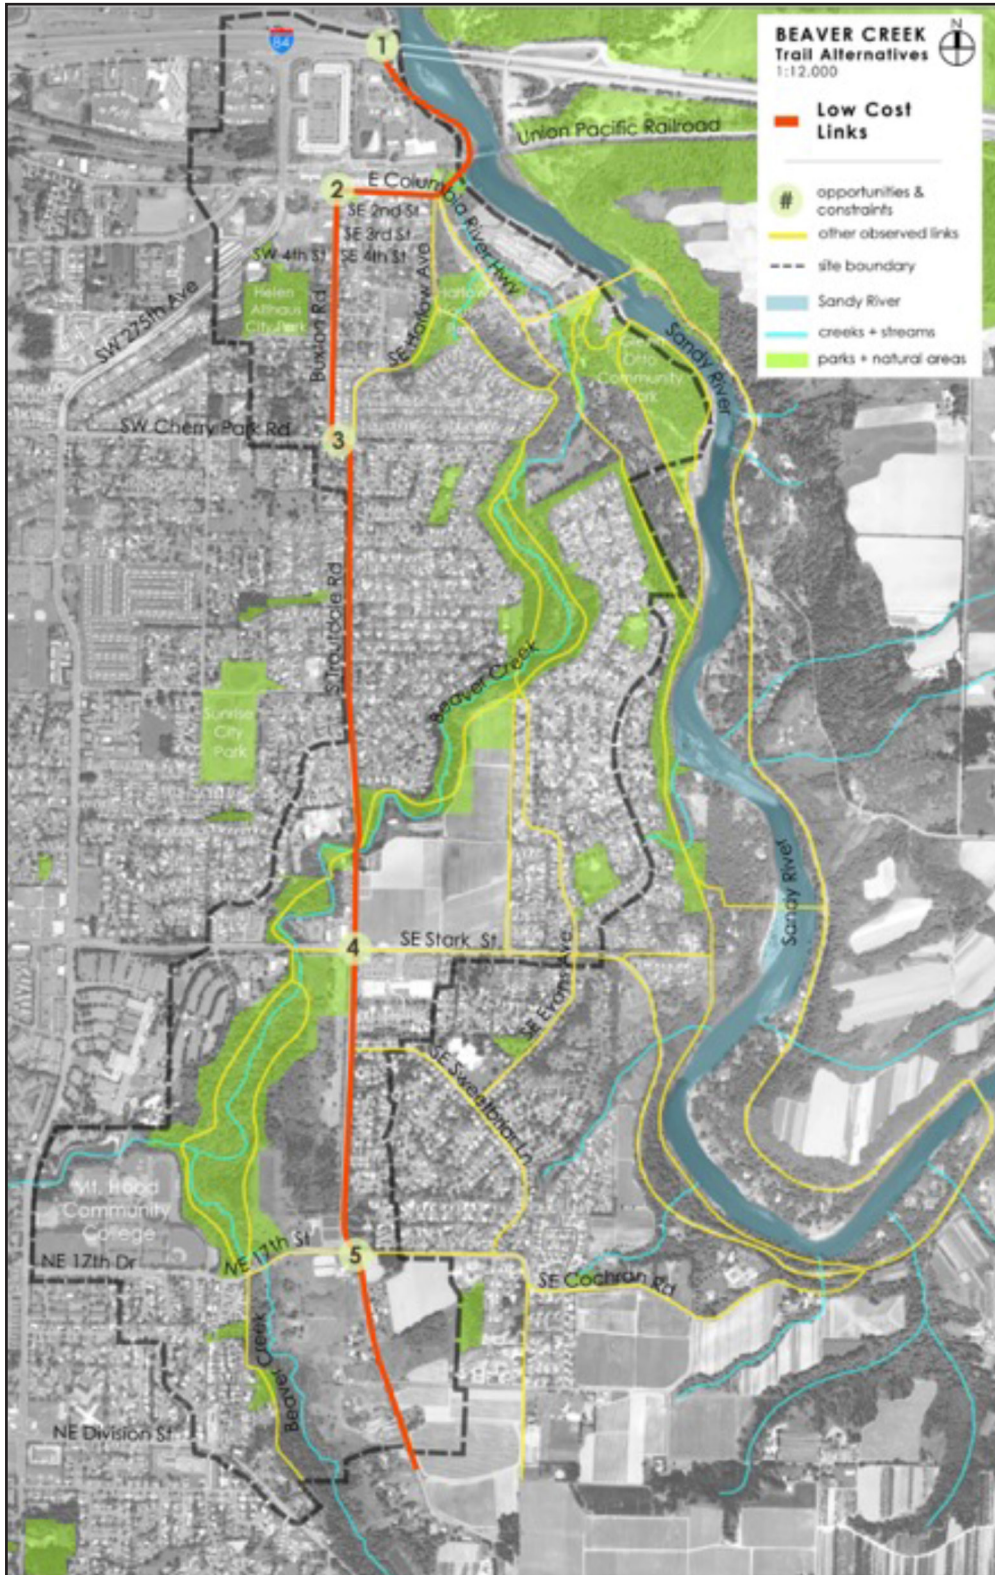 BEAVER CREEK
Trail Alternatives
1:12,000
N
Low Cost
Links
#
opportunities &
constraints
other observed links
site boundary
Sandy River
creeks + streams
parks + natural areas
84
1
Union Pacific Railroad
2
E Columbia River Hwy
SE 2nd St
SE 3rd St
SW 4th St
SE 4th St
SE Harlow Ave
Helen
Althaus
City Park
Buxton Rd
SW 275th Ave
Otto
Community
Park
Sandy River
SW Cherry Park Rd
3
S Troutdale Rd
Beaver Creek
Sunrise
City
Park
Sandy River
4
SE Stark St
SE Evans Ave
SE Sweetbriar Ln
Mt. Hood
Community
College
NE 17th Dr
NE 17th St
5
SE Cochran Rd
Beaver Creek
NE Division St